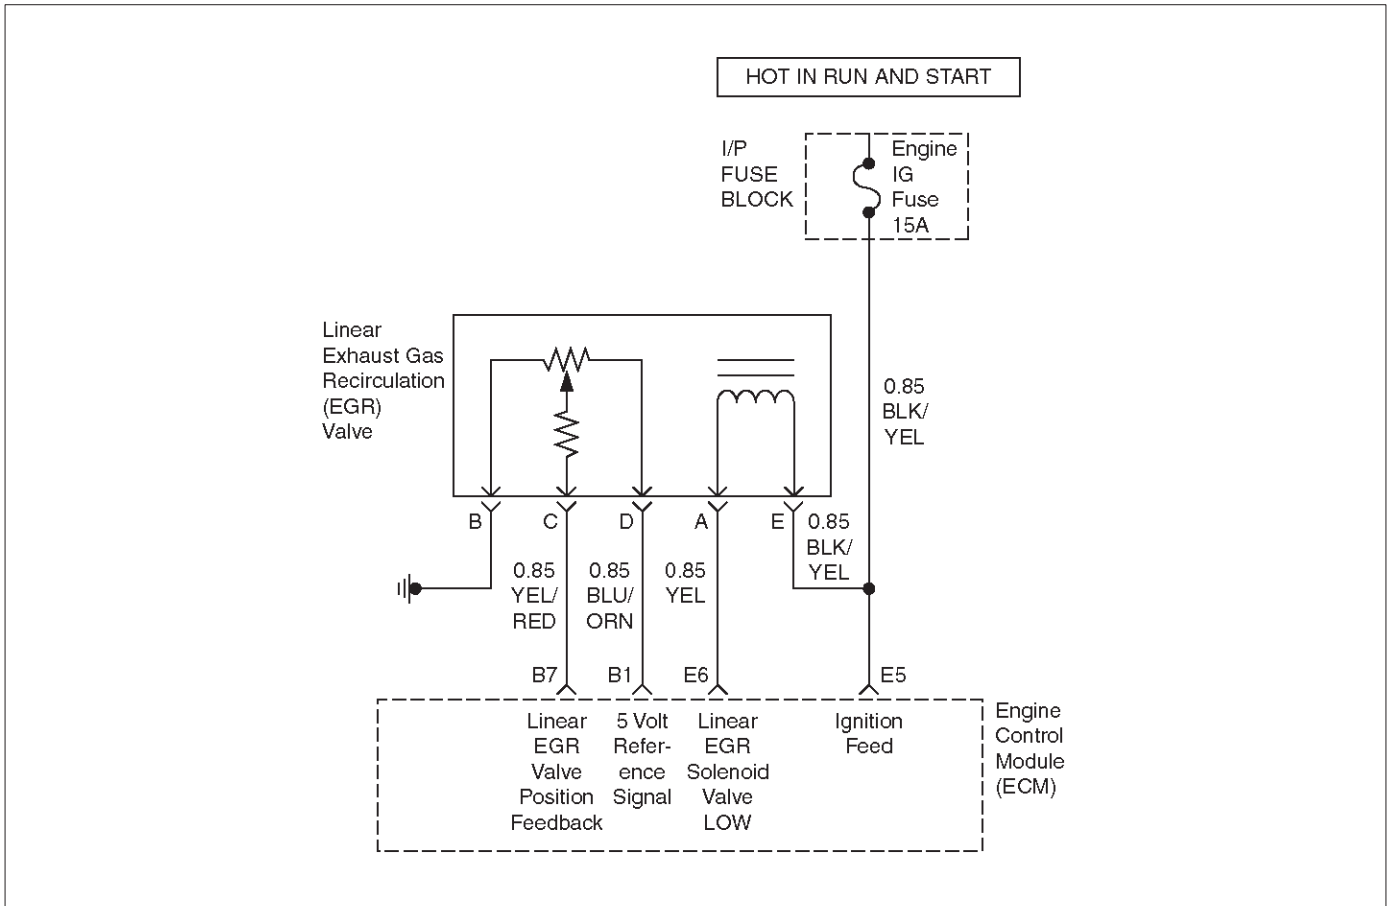 HOT IN RUN AND START
I/P
FUSE
BLOCK
Engine
IG
Fuse
15A
Linear
Exhaust Gas
Recirculation
(EGR)
Valve
0.85
BLK/
YEL
B
C
D
A
E
0.85
BLK/
YEL
0.85
YEL/
RED
0.85
BLU/
ORN
0.85
YEL
B7
B1
E6
E5
Linear
EGR
Valve
Position
Feedback
5 Volt
Refer-
ence
Signal
Linear
EGR
Solenoid
Valve
LOW
Ignition
Feed
Engine
Control
Module
(ECM)